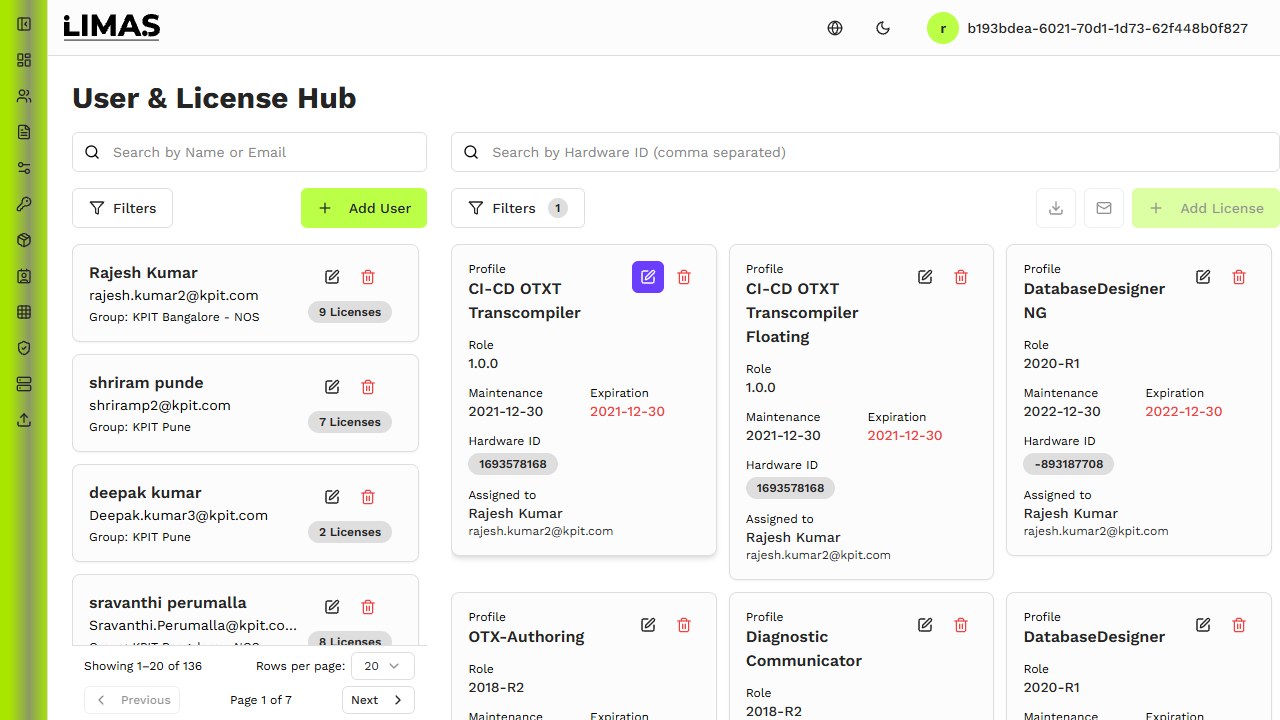 LIMAS
r
b193bdea-6021-70d1-1d73-62f448b0f827
User & License Hub
Search by Name or Email
Search by Hardware ID (comma separated)
Filters
Add User
Filters 1
Add License
Rajesh Kumar
rajesh.kumar2@kpit.com
Group: KPIT Bangalore - NOS
9 Licenses
shriram punde
shriramp2@kpit.com
Group: KPIT Pune
7 Licenses
deepak kumar
Deepak.kumar3@kpit.com
Group: KPIT Pune
2 Licenses
sravanthi perumalla
Sravanthi.Perumalla@kpit.co...
Group: KPIT Bangalore - NOS
8 Licenses
Showing 1–20 of 136
Rows per page: 20
Previous
Page 1 of 7
Next
Profile
CI-CD OTXT
Transcompiler
Role
1.0.0
Maintenance Expiration
2021-12-30 2021-12-30
Hardware ID
1693578168
Assigned to
Rajesh Kumar
rajesh.kumar2@kpit.com
Profile
CI-CD OTXT
Transcompiler
Floating
Role
1.0.0
Maintenance Expiration
2021-12-30 2021-12-30
Hardware ID
1693578168
Assigned to
Rajesh Kumar
rajesh.kumar2@kpit.com
Profile
DatabaseDesigner
NG
Role
2020-R1
Maintenance Expiration
2022-12-30 2022-12-30
Hardware ID
-893187708
Assigned to
Rajesh Kumar
rajesh.kumar2@kpit.com
Profile
OTX-Authoring
Role
2018-R2
Maintenance Expiration
Profile
Diagnostic
Communicator
Role
2018-R2
Profile
DatabaseDesigner
Role
2020-R1
Maintenance Expiration